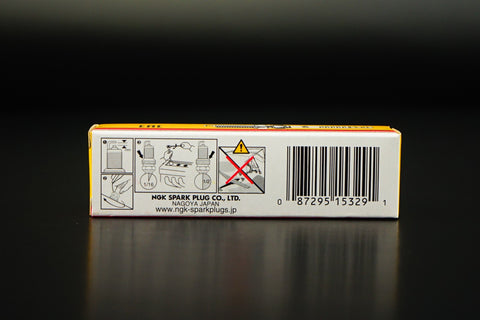 EAC
1/16
1/2
NGK SPARK PLUG CO., LTD.
NAGOYA JAPAN
www.ngk-sparkplugs.jp
0 87295 15329 1